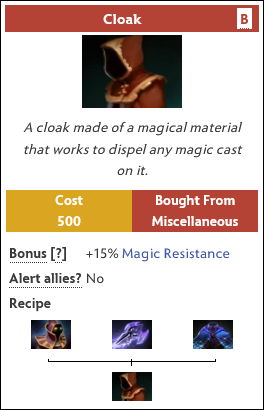 Cloak B
A cloak made of a magical material
that works to dispel any magic cast
on it.
Cost Bought From
500 Miscellaneous
Bonus [?] +15% Magic Resistance
Alert allies? No
Recipe